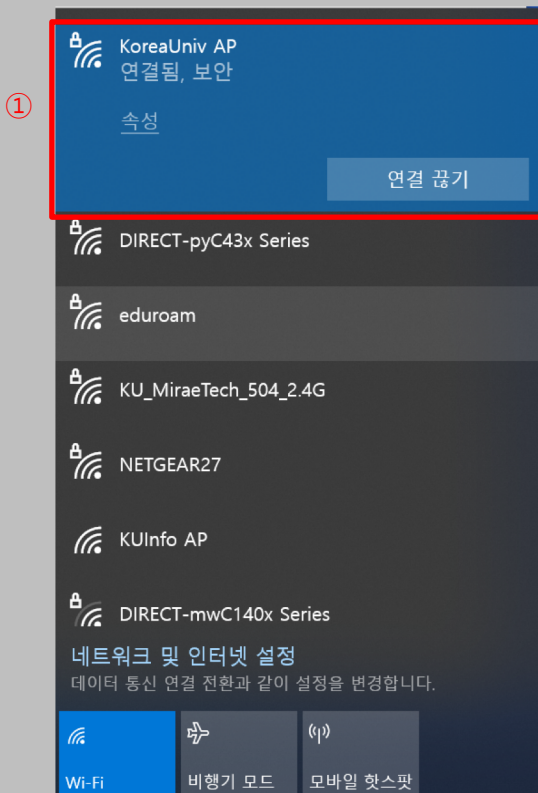 KoreaUniv AP
연결됨, 보안
①
속성
연결 끊기
DIRECT-pyC43x Series
eduroam
KU_MiraeTech_504_2.4G
NETGEAR27
KUInfo AP
DIRECT-mwC140x Series
네트워크 및 인터넷 설정
데이터 통신 연결 전환과 같이 설정을 변경합니다.
Wi-Fi
비행기 모드
모바일 핫스팟